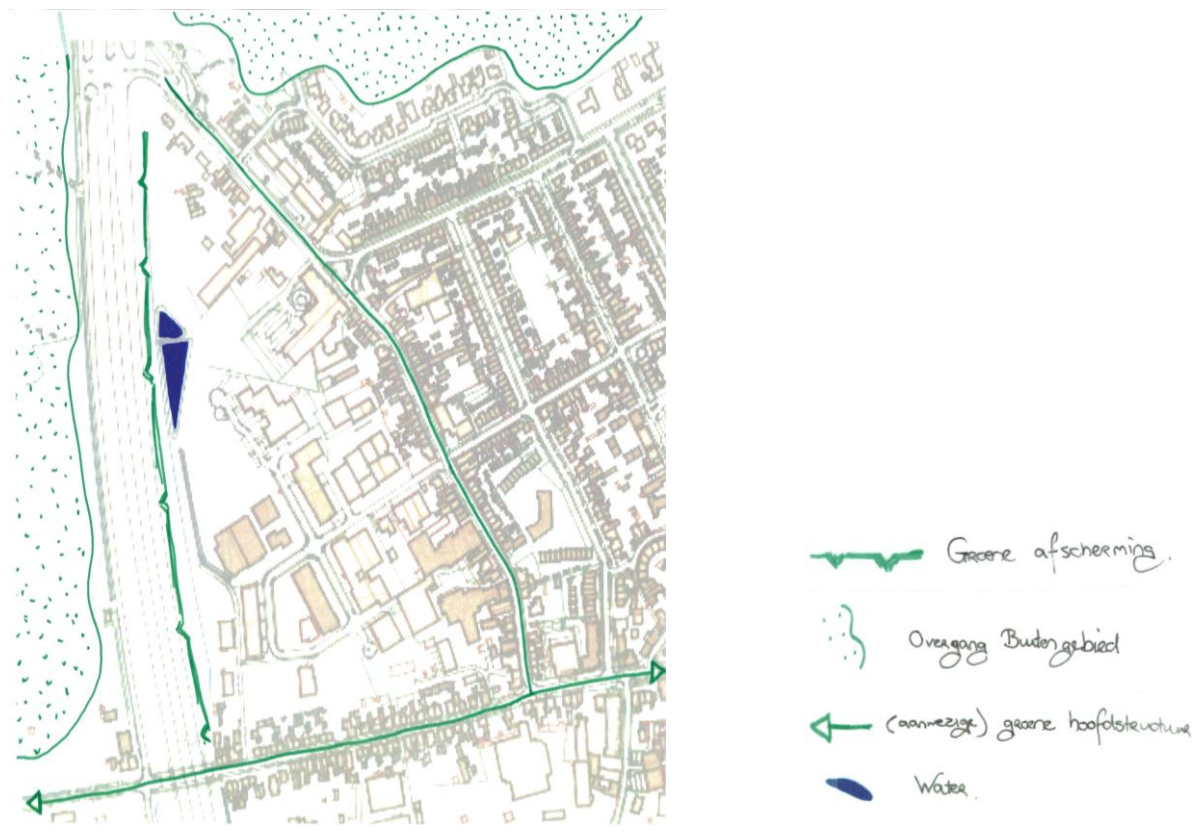 Groene afscherming.
Overgang Buitengebied
(aanwezige) groene hoofdstructuur
Water.